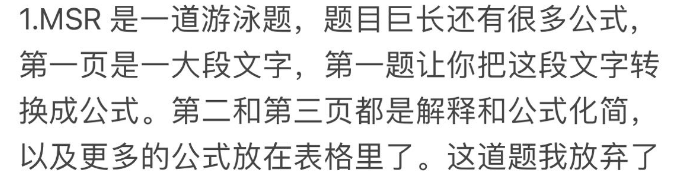 1.MSR 是一道游泳题，题目巨长还有很多公式，
第一页是一大段文字，第一题让你把这段文字转
换成公式。第二和第三页都是解释和公式化简，
以及更多的公式放在表格里了。这道题我放弃了